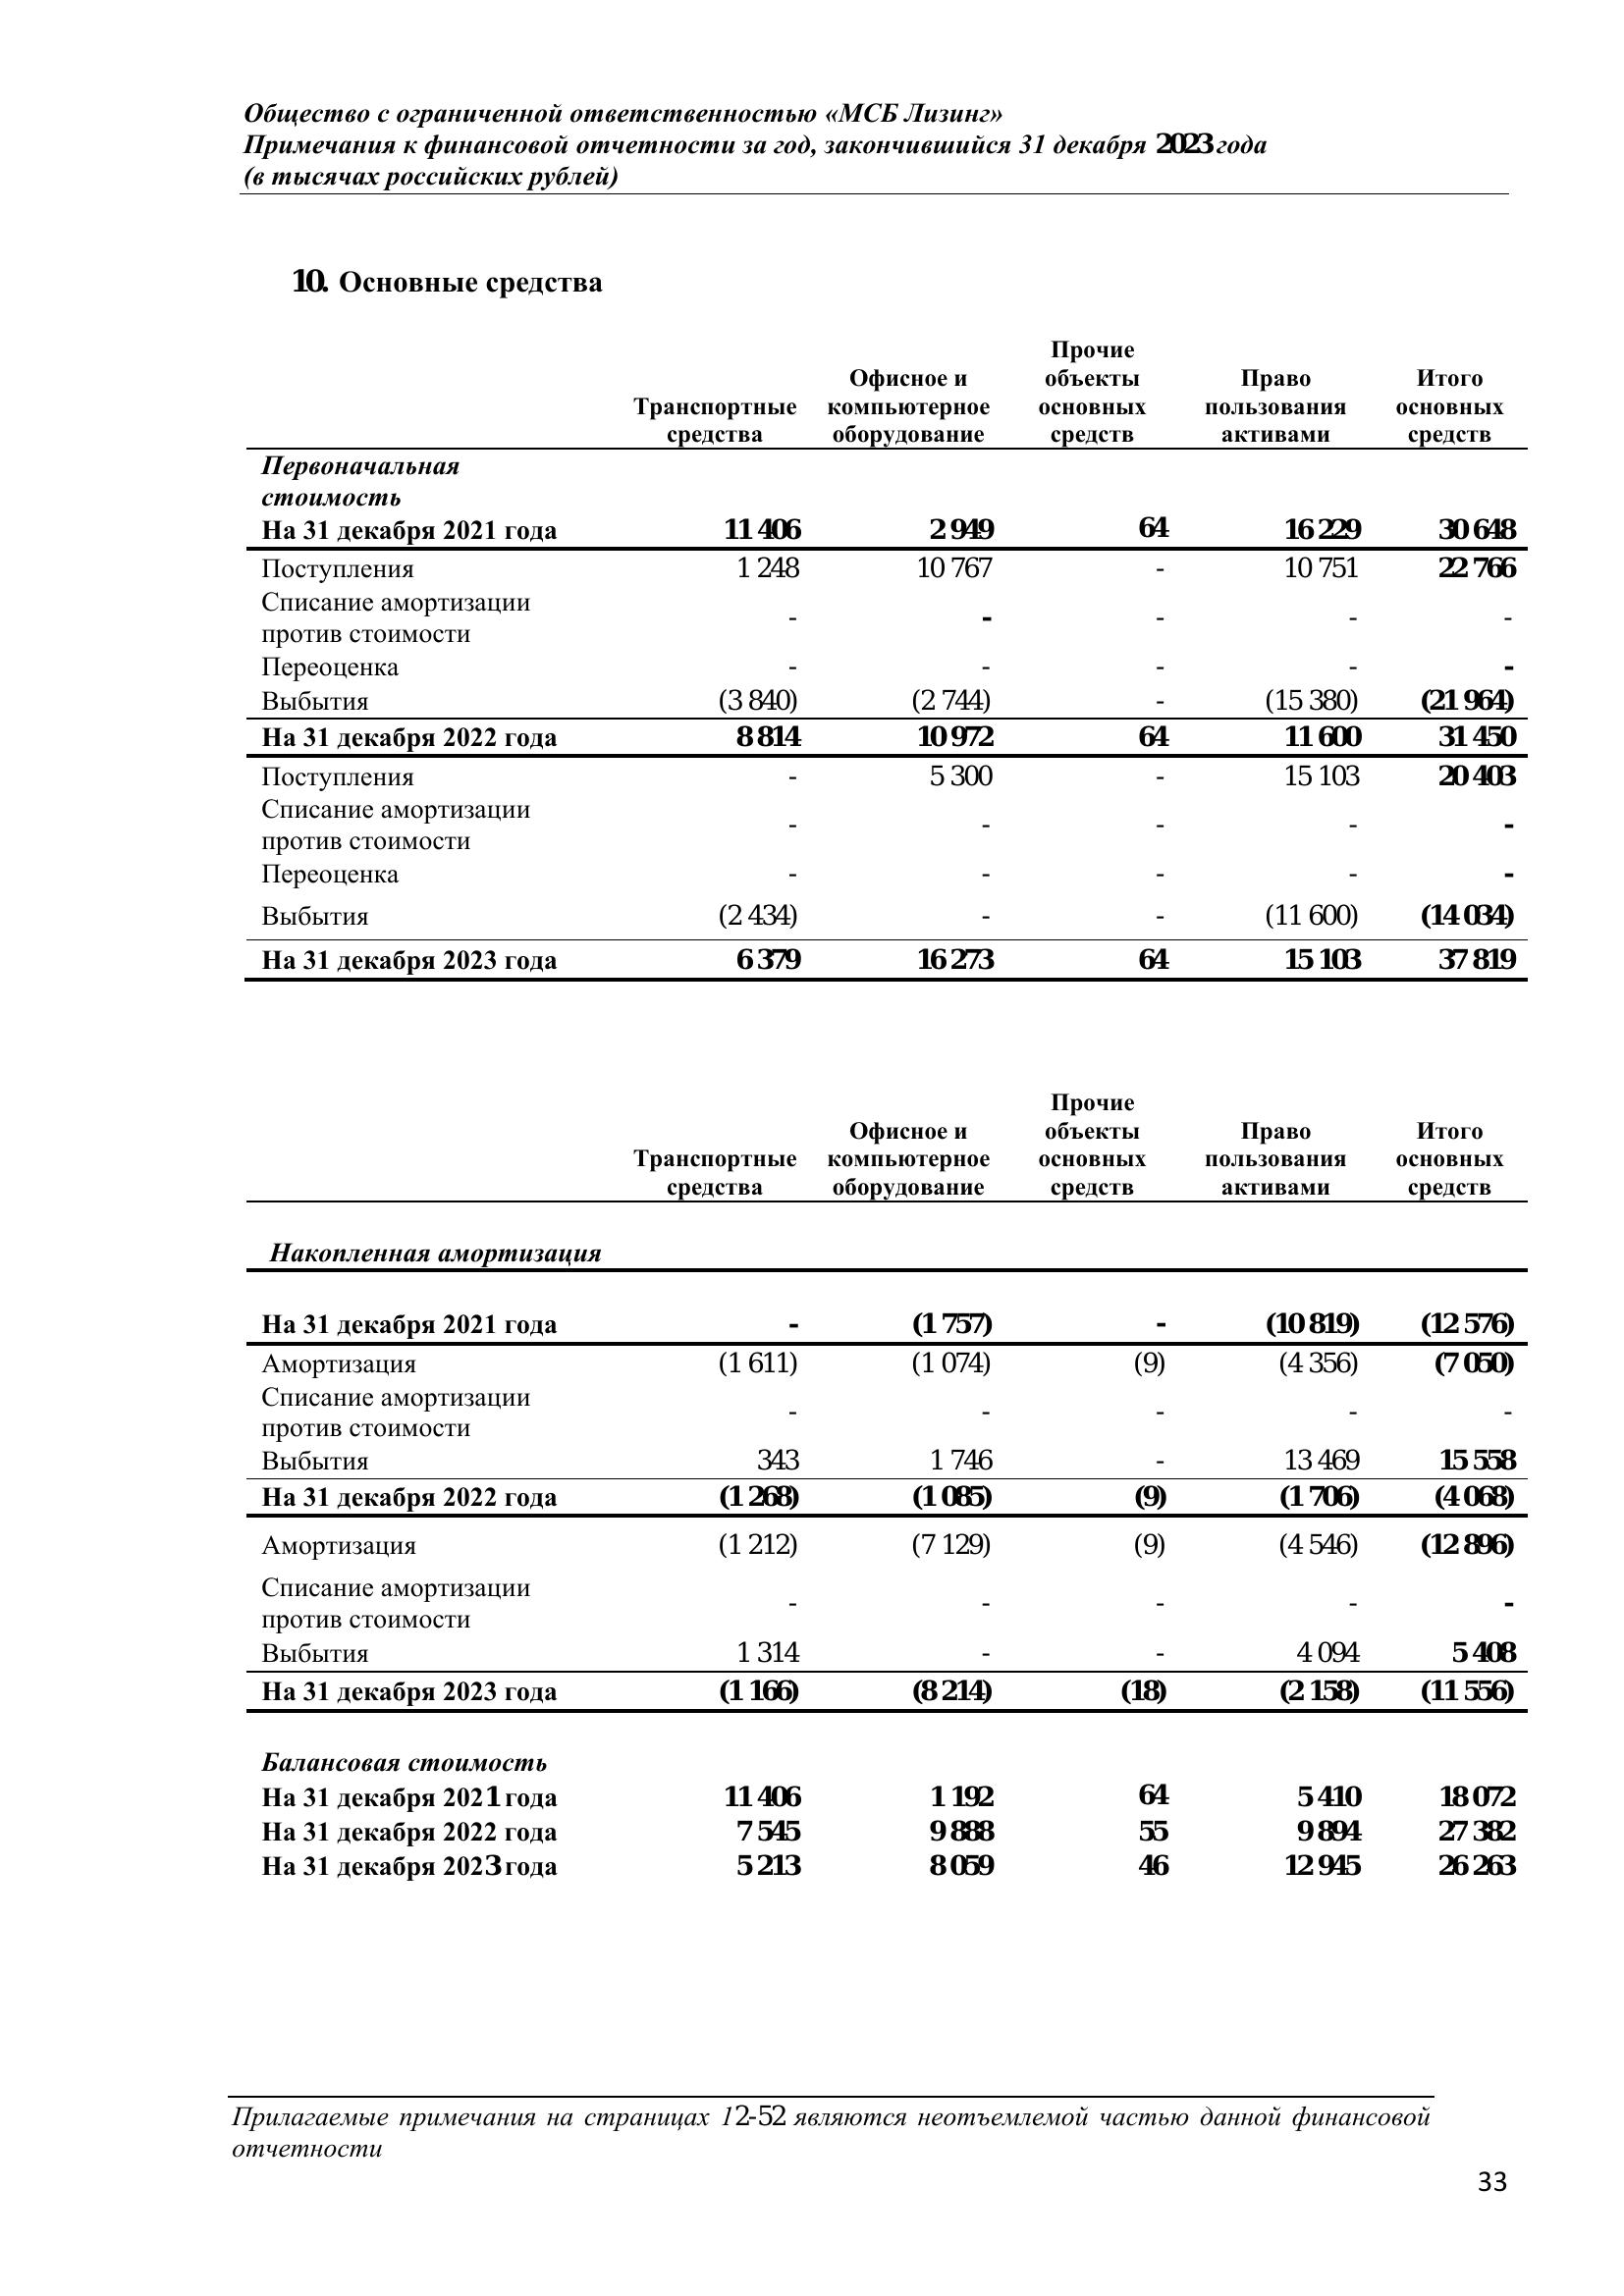 Общество с ограниченной ответственностью «МСБ Лизинг»
Примечания к финансовой отчетности за год, закончившийся 31 декабря 2023 года
(в тысячах российских рублей)
10. Основные средства
Транспортные средства Офисное и компьютерное оборудование Прочие объекты основных средств Право пользования активами Итого основных средств
Первоначальная
стоимость
На 31 декабря 2021 года 11 406 2 949 64 16 229 30 648
Поступления 1 248 10 767 - 10 751 22 766
Списание амортизации
против стоимости - - - - -
Переоценка - - - - -
Выбытия (3 840) (2 744) - (15 380) (21 964)
На 31 декабря 2022 года 8 814 10 972 64 11 600 31 450
Поступления - 5 300 - 15 103 20 403
Списание амортизации
против стоимости - - - - -
Переоценка - - - - -
Выбытия (2 434) - - (11 600) (14 034)
На 31 декабря 2023 года 6 379 16 273 64 15 103 37 819
Транспортные средства Офисное и компьютерное оборудование Прочие объекты основных средств Право пользования активами Итого основных средств
Накопленная амортизация
На 31 декабря 2021 года - (1 757) - (10 819) (12 576)
Амортизация (1 611) (1 074) (9) (4 356) (7 050)
Списание амортизации
против стоимости - - - - -
Выбытия 343 1 746 - 13 469 15 558
На 31 декабря 2022 года (1 268) (1 085) (9) (1 706) (4 068)
Амортизация (1 212) (7 129) (9) (4 546) (12 896)
Списание амортизации
против стоимости - - - - -
Выбытия 1 314 - - 4 094 5 408
На 31 декабря 2023 года (1 166) (8 214) (18) (2 158) (11 556)
Балансовая стоимость
На 31 декабря 2021 года 11 406 1 192 64 5 410 18 072
На 31 декабря 2022 года 7 545 9 888 55 9 894 27 382
На 31 декабря 2023 года 5 213 8 059 46 12 945 26 263
Прилагаемые примечания на страницах 12-52 являются неотъемлемой частью данной финансовой
отчетности
33